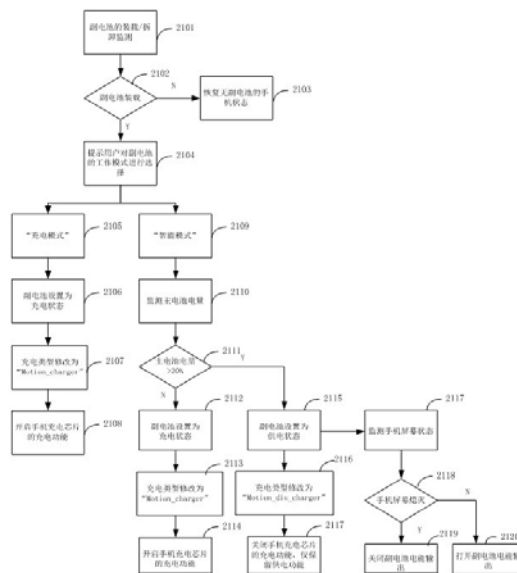 副电池的装载/拆
卸监测
2101
2102
副电池装载
N
恢复无副电池的手
机状态
2103
Y
提示用户对副电池
的工作模式进行选
择
2104
“充电模式”
2105
“智能模式”
2109
副电池设置为
充电状态
2106
监测主电池电量
2110
充电类型修改为
“Motion_charger”
2107
主电池电量
>20%
2111
Y
N
开启手机充电芯片
的充电功能
2108
副电池设置为
充电状态
2112
副电池设置为
供电状态
2115
监测手机屏幕状态
2117
充电类型修改为
“Motion_charger”
2113
充电类型修改为
“Motion_dis_charger”
2116
手机屏幕熄灭
2118
N
Y
开启手机充电芯片
的充电功能
2114
关闭手机充电芯片
的充电功能，仅保
留供电功能
2117
关闭副电池电能输
出
2119
打开副电池电能输
出
2120